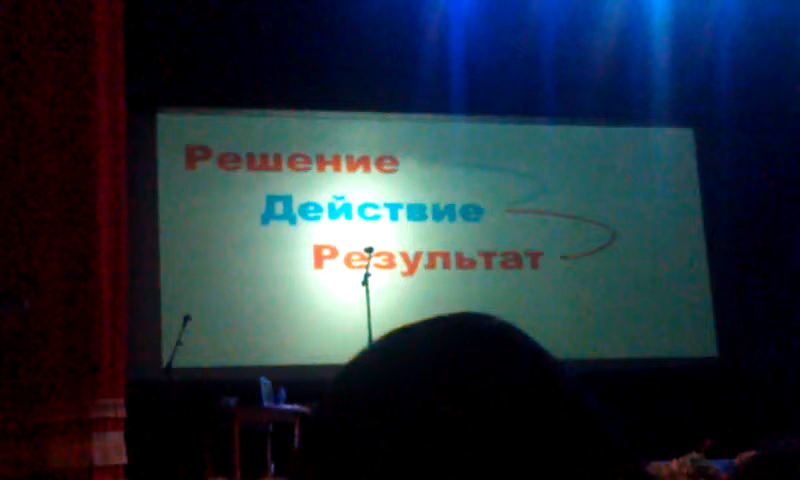 Решение
Действие
Результат